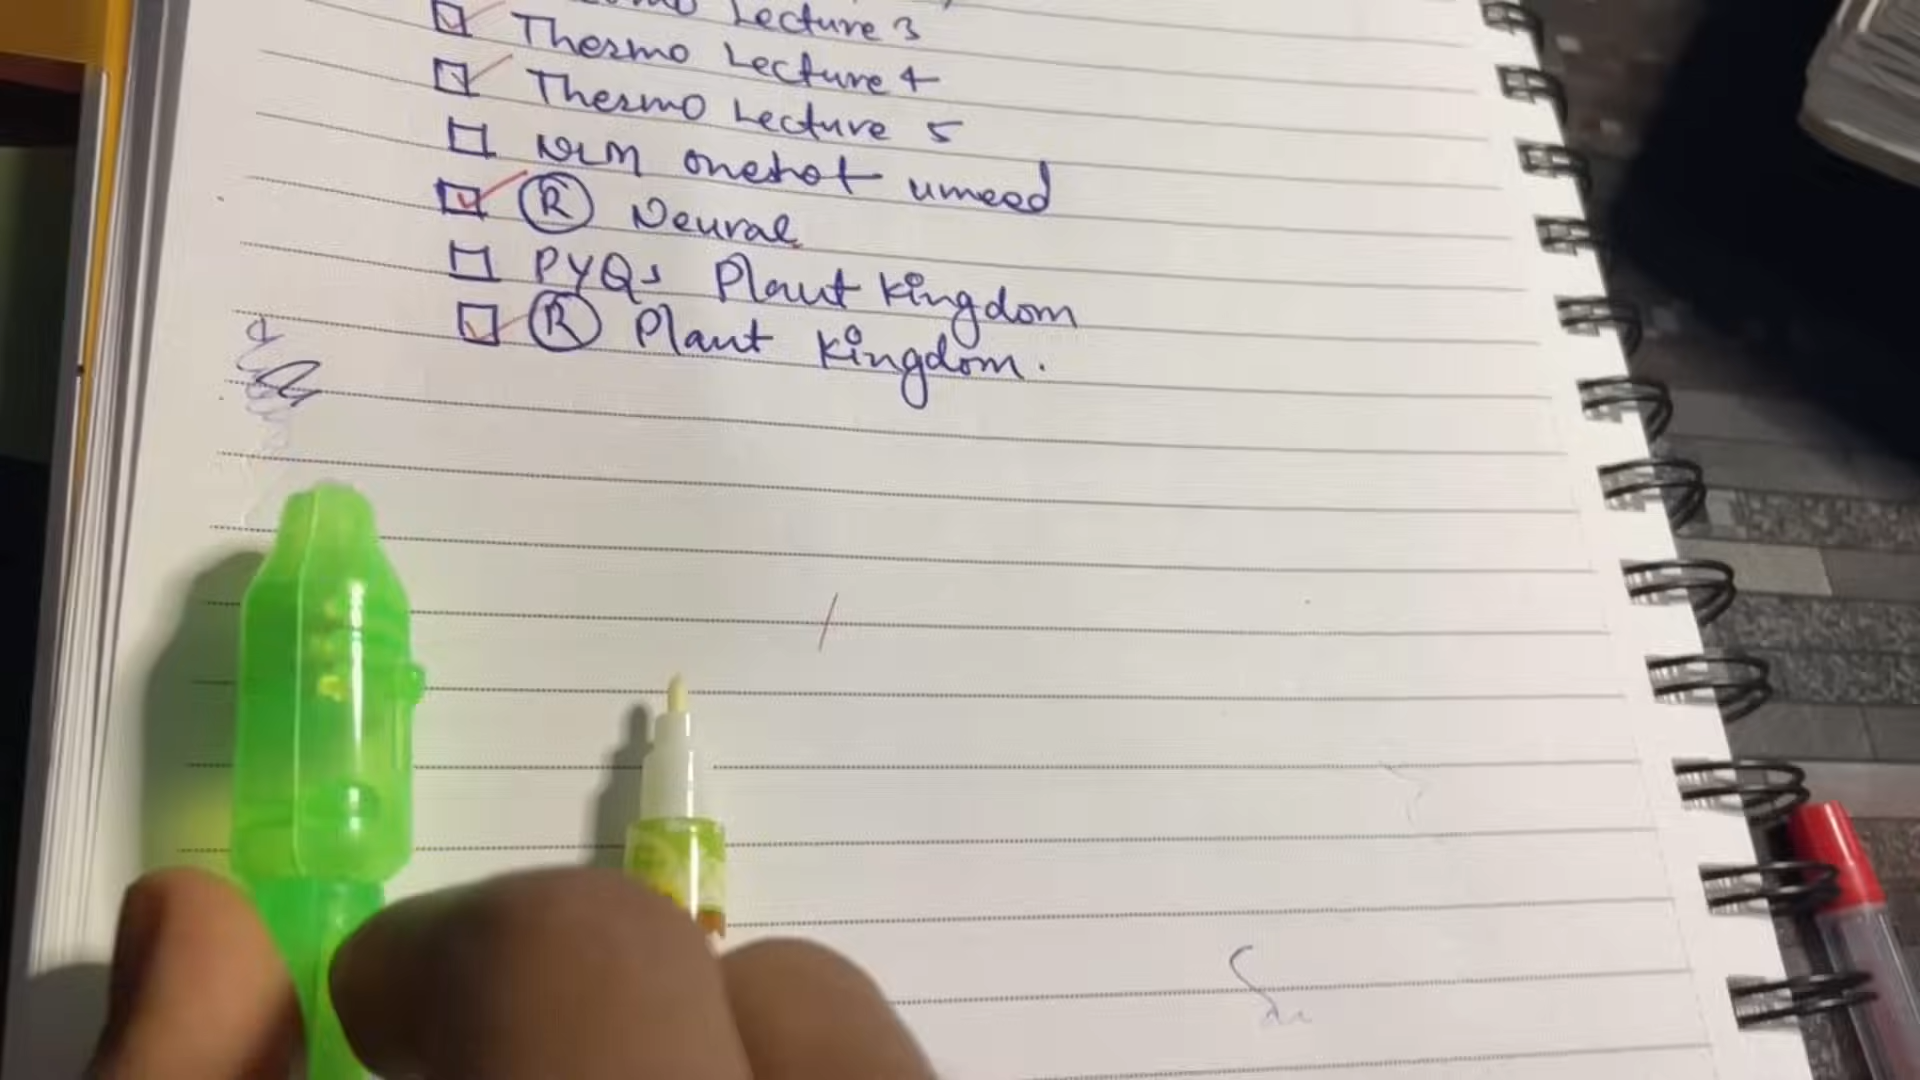 Lecture 3
Thermo Lecture 4
Thermo Lecture 5
NLM oneshot umeed
R Neural
PYQs Plant Kingdom
R Plant Kingdom.